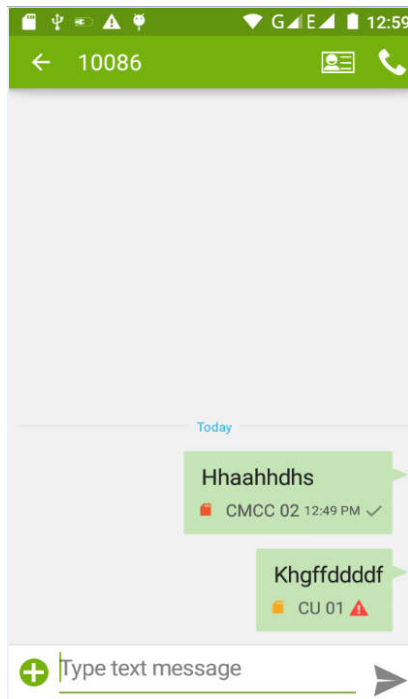 G E 12:59
10086
Today
Hhaahhdhs
CMCC 02 12:49 PM
Khgffddddf
CU 01
Type text message